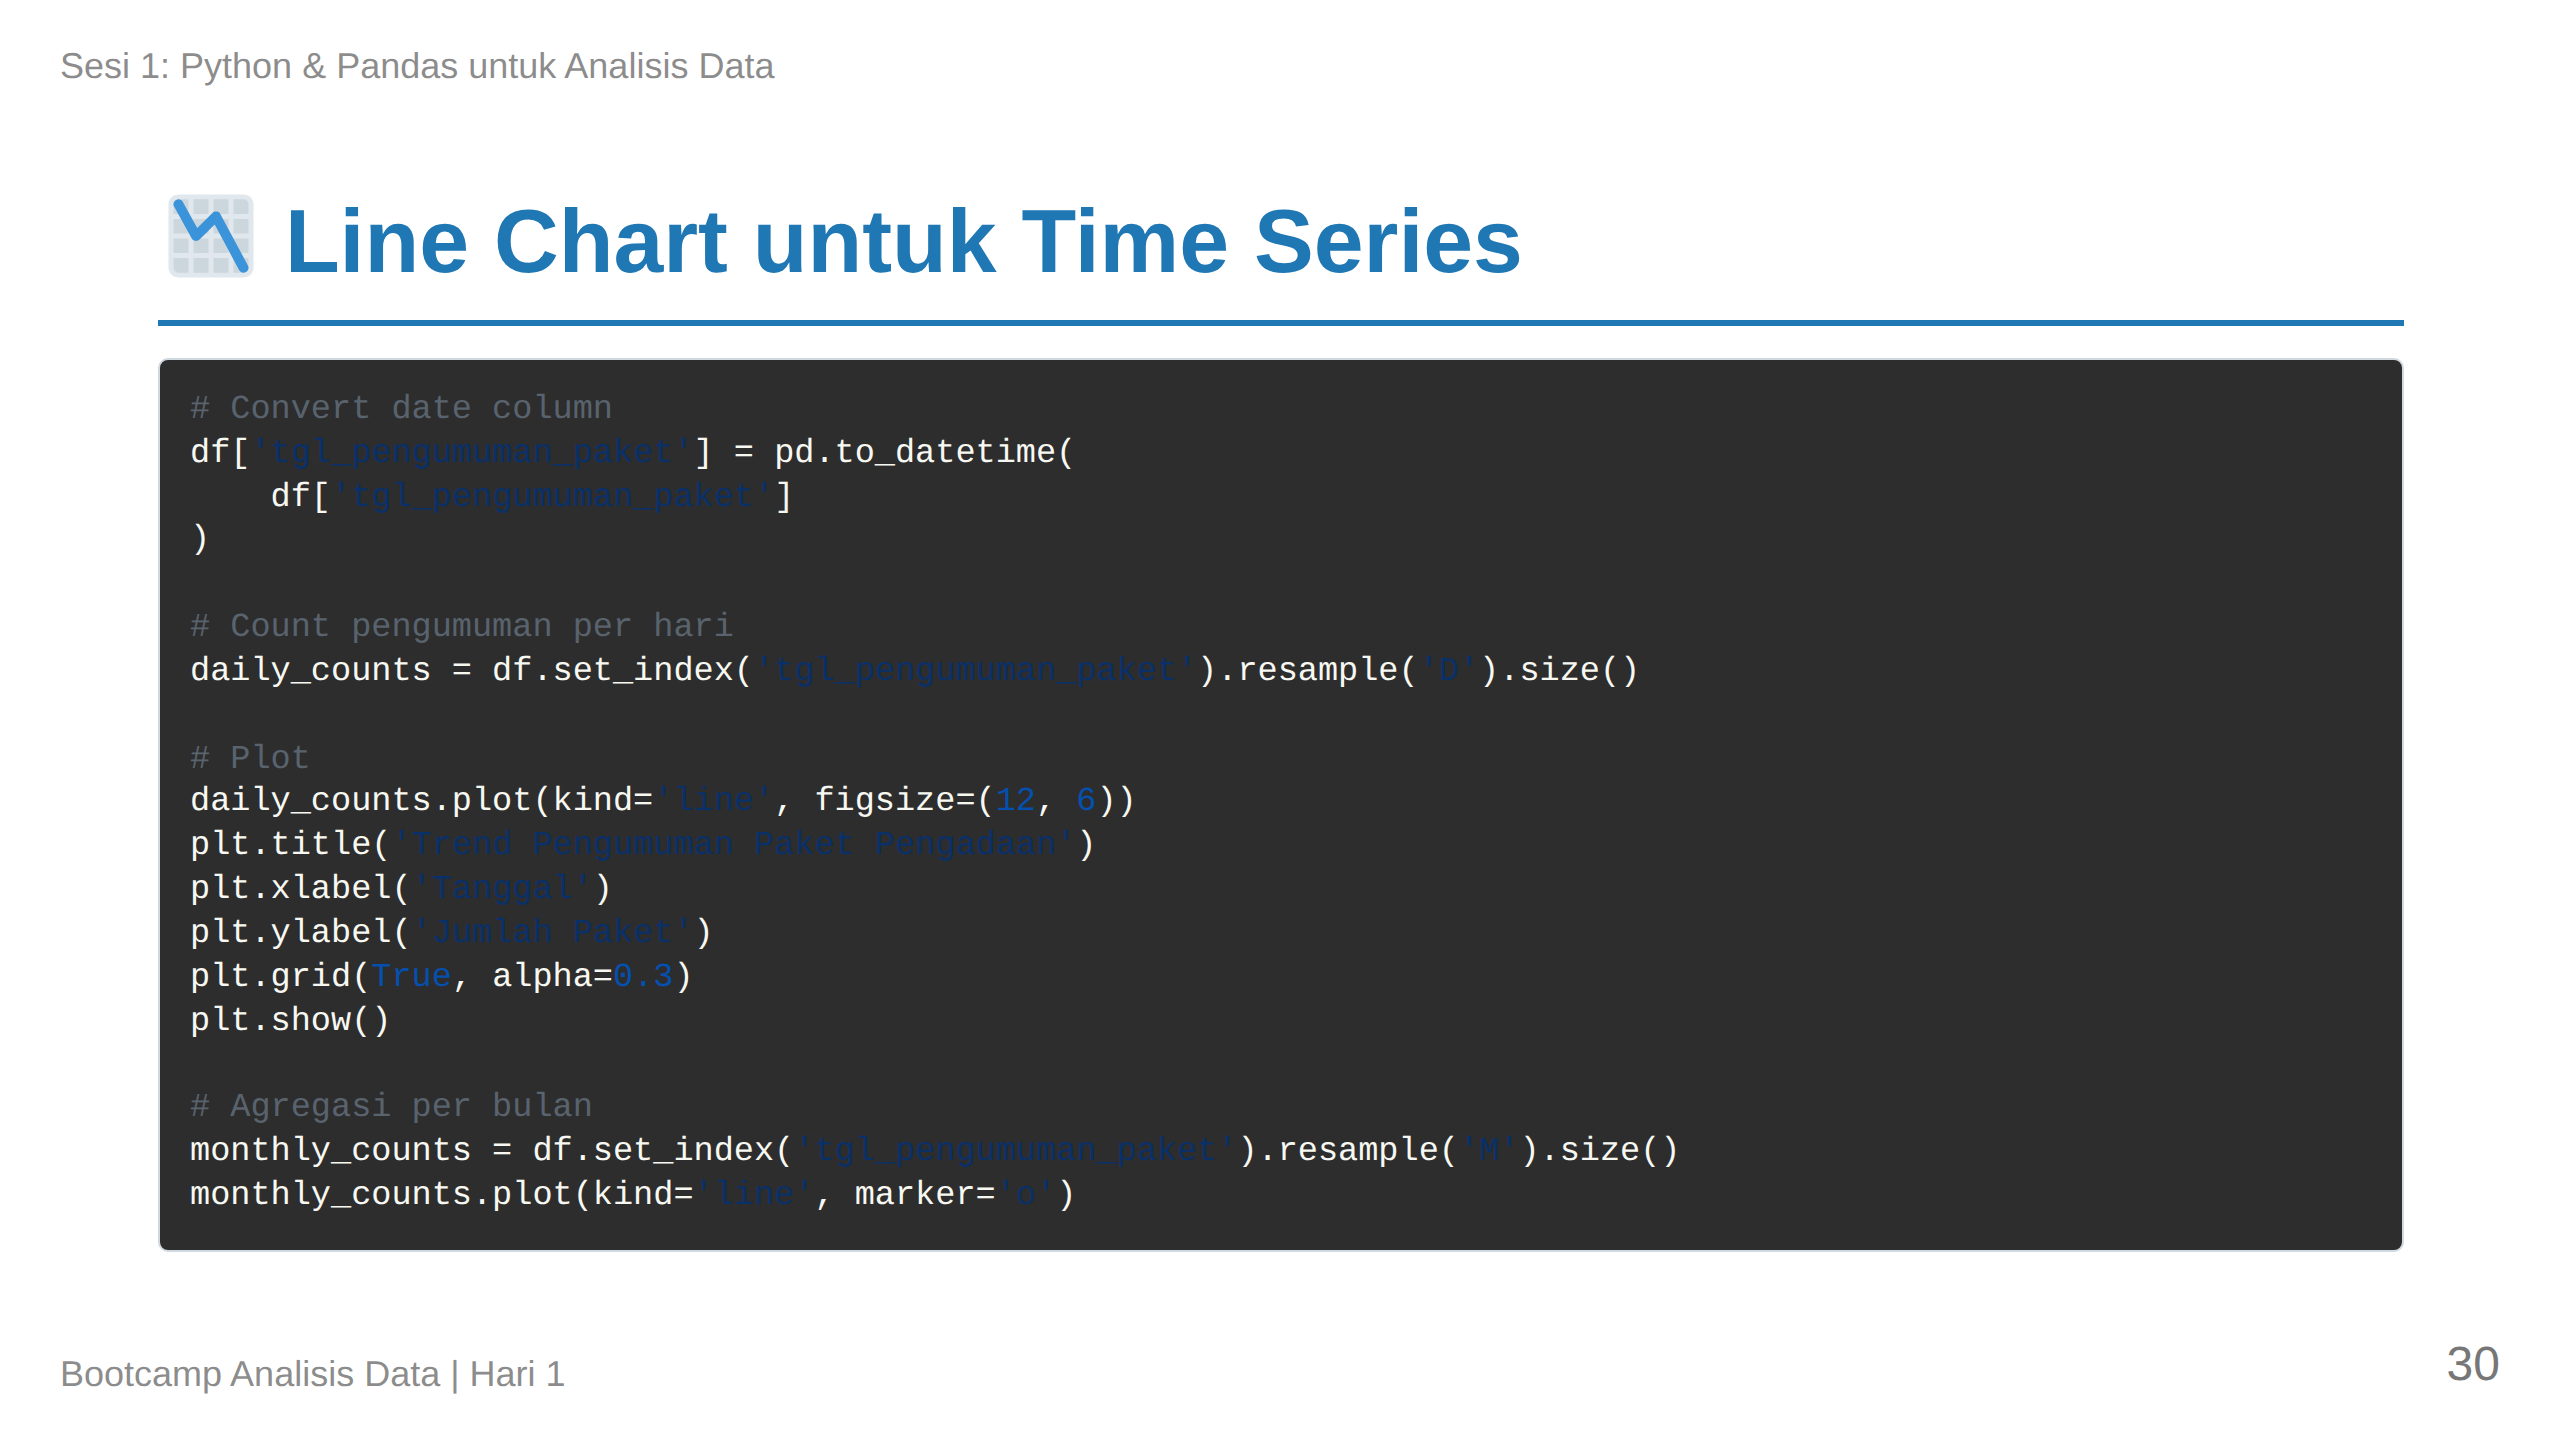 Sesi 1: Python & Pandas untuk Analisis Data
Line Chart untuk Time Series
# Convert date column
df['tgl_pengumuman_paket'] = pd.to_datetime(
    df['tgl_pengumuman_paket']
)
# Count pengumuman per hari
daily_counts = df.set_index('tgl_pengumuman_paket').resample('D').size()
# Plot
daily_counts.plot(kind='line', figsize=(12, 6))
plt.title('Trend Pengumuman Paket Pengadaan')
plt.xlabel('Tanggal')
plt.ylabel('Jumlah Paket')
plt.grid(True, alpha=0.3)
plt.show()
# Agregasi per bulan
monthly_counts = df.set_index('tgl_pengumuman_paket').resample('M').size()
monthly_counts.plot(kind='line', marker='o')
Bootcamp Analisis Data | Hari 1
30